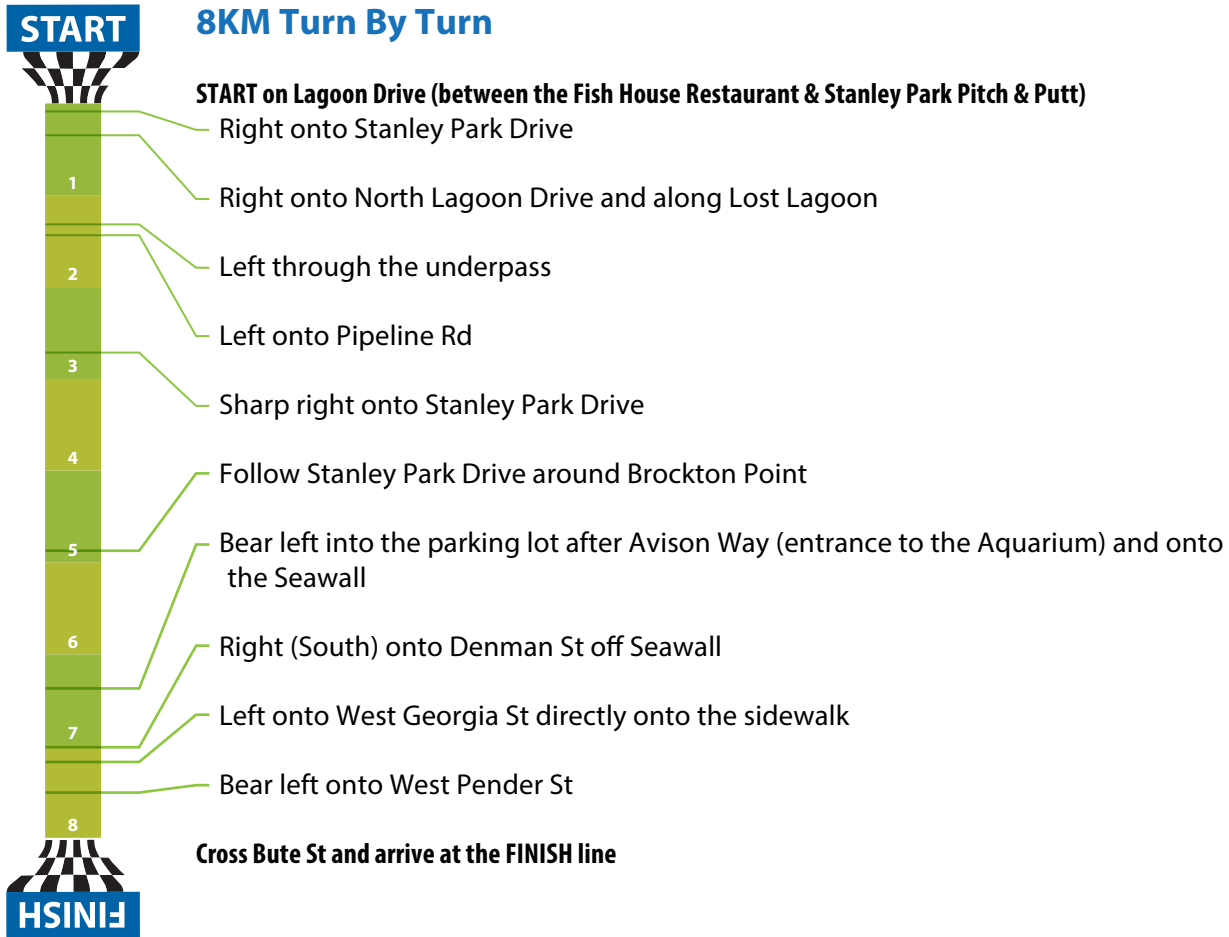 START
8KM Turn By Turn
START on Lagoon Drive (between the Fish House Restaurant & Stanley Park Pitch & Putt)
Right onto Stanley Park Drive
1
Right onto North Lagoon Drive and along Lost Lagoon
Left through the underpass
2
Left onto Pipeline Rd
3
Sharp right onto Stanley Park Drive
4
Follow Stanley Park Drive around Brockton Point
5
Bear left into the parking lot after Avison Way (entrance to the Aquarium) and onto
the Seawall
6
Right (South) onto Denman St off Seawall
Left onto West Georgia St directly onto the sidewalk
7
Bear left onto West Pender St
8
Cross Bute St and arrive at the FINISH line
FINISH